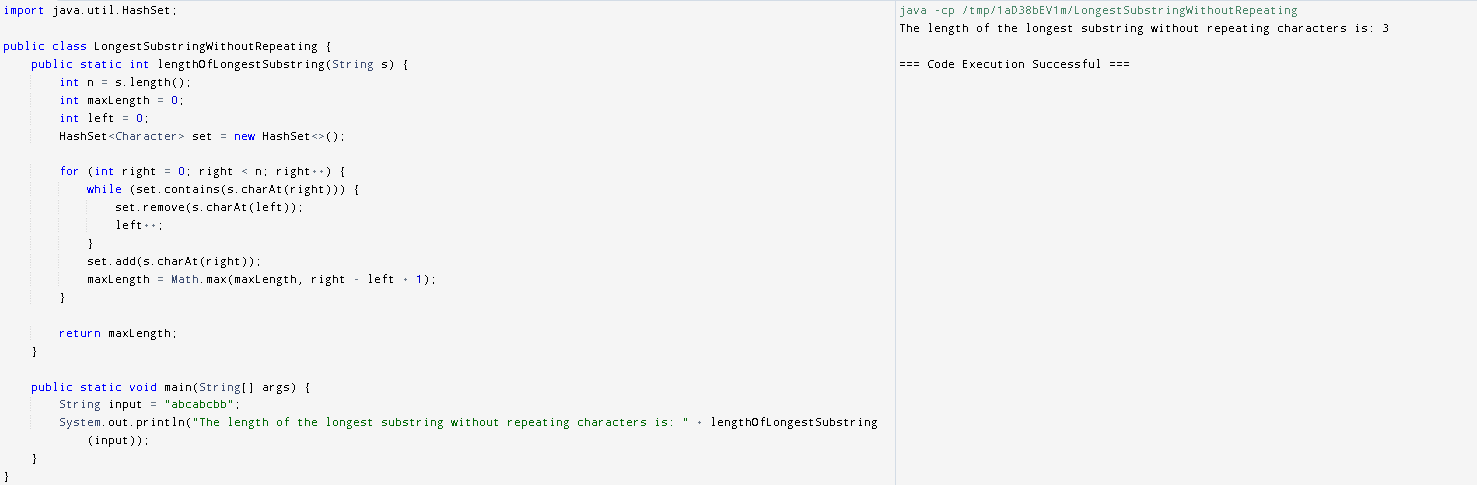 import java.util.HashSet;
public class LongestSubstringWithoutRepeating {
    public static int lengthOfLongestSubstring(String s) {
        int n = s.length();
        int maxLength = 0;
        int left = 0;
        HashSet<Character> set = new HashSet<>();
        for (int right = 0; right < n; right++) {
            while (set.contains(s.charAt(right))) {
                set.remove(s.charAt(left));
                left++;
            }
            set.add(s.charAt(right));
            maxLength = Math.max(maxLength, right - left + 1);
        }
        return maxLength;
    }
    public static void main(String[] args) {
        String input = "abcabcbb";
        System.out.println("The length of the longest substring without repeating characters is: " + lengthOfLongestSubstring
            (input));
    }
}
java -cp /tmp/1aD38bEV1m/LongestSubstringWithoutRepeating
The length of the longest substring without repeating characters is: 3
=== Code Execution Successful ===